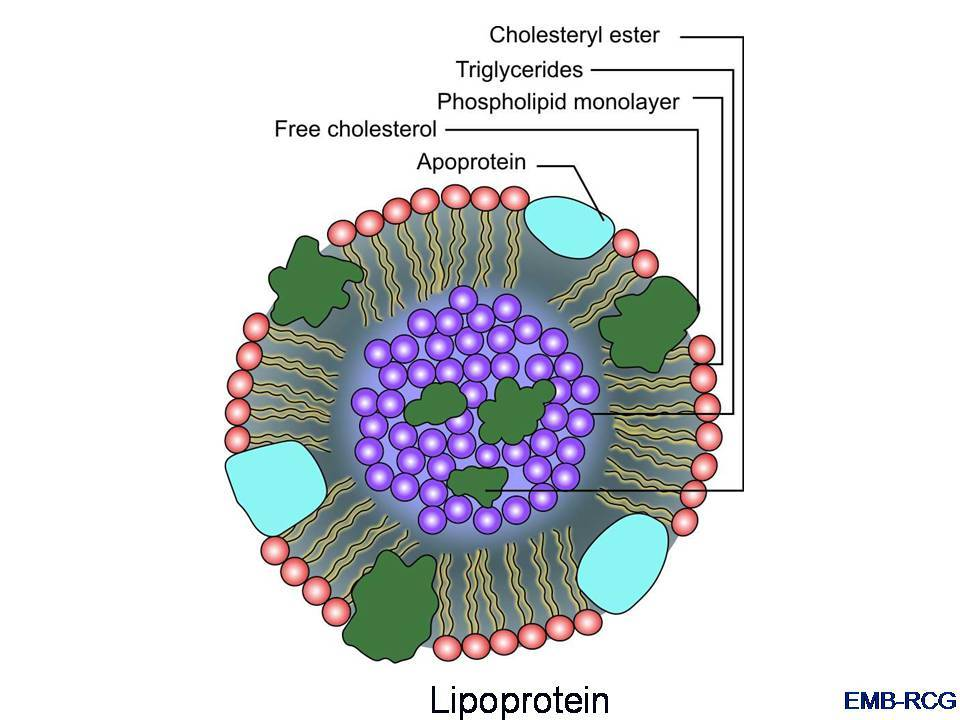 Cholesteryl ester
Triglycerides
Phospholipid monolayer
Free cholesterol
Apoprotein
Lipoprotein
EMB-RCG